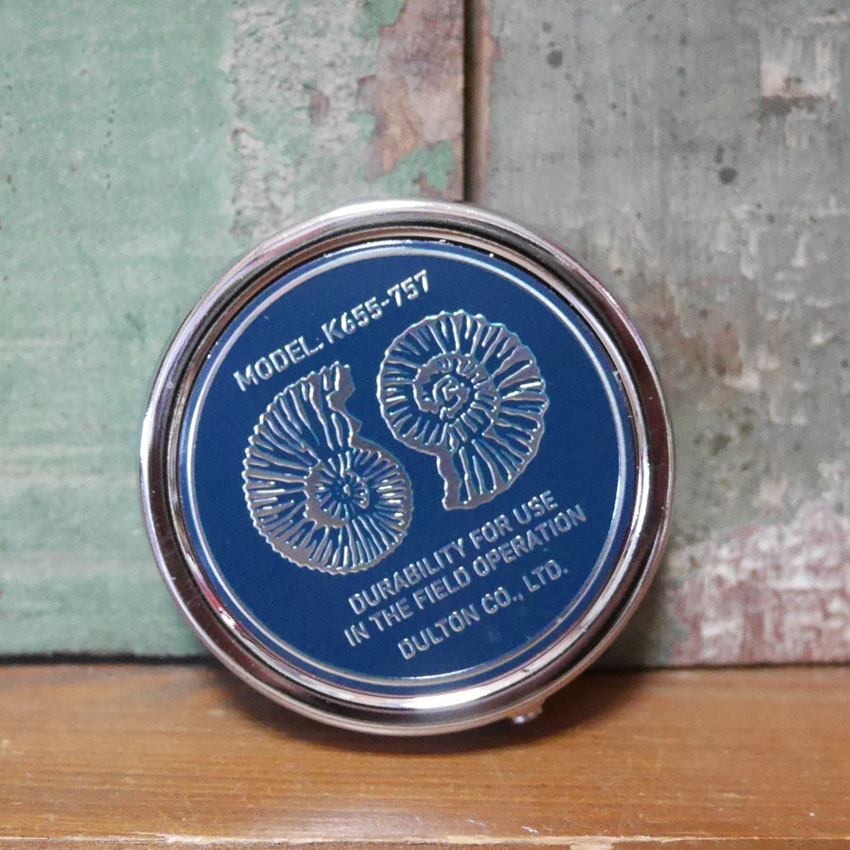 MODEL. K655-757
DURABILITY FOR USE
IN THE FIELD OPERATION
DULTON CO., LTD.